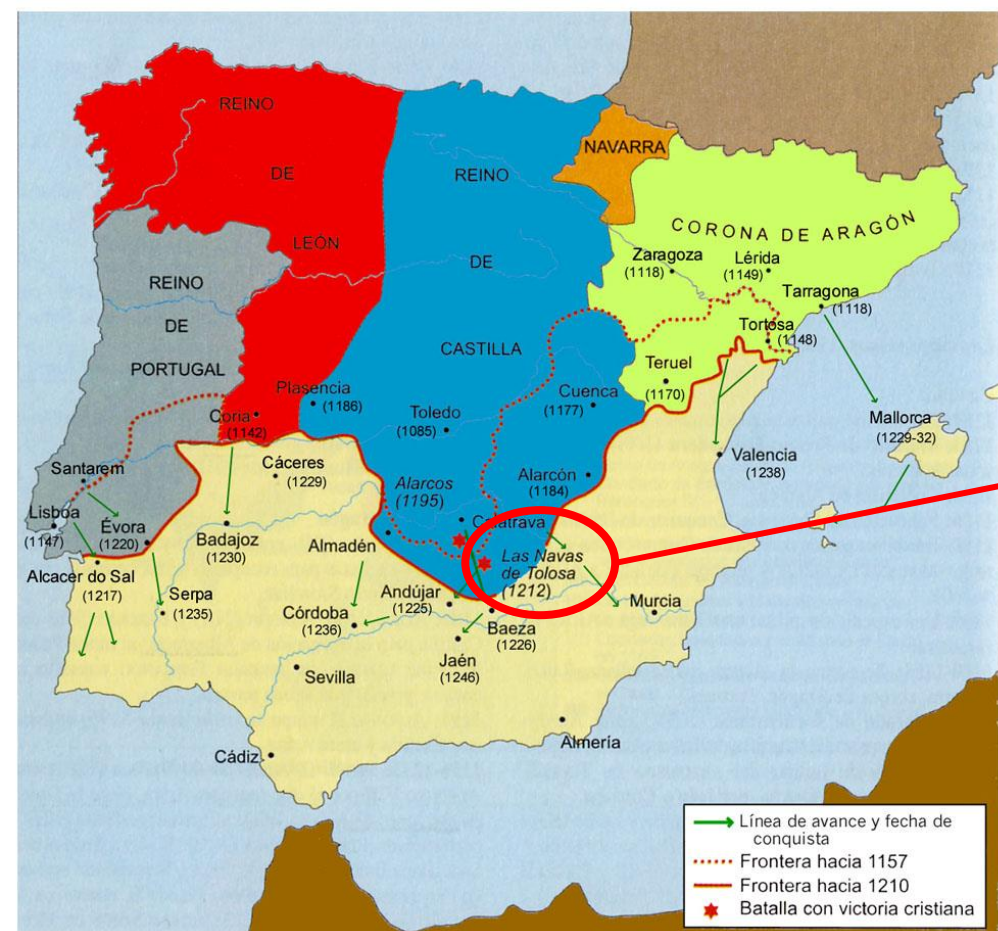 REINO
DE
LEÓN
REINO
DE
CASTILLA
NAVARRA
CORONA DE ARAGÓN
REINO
DE
PORTUGAL
Zaragoza
(1118)
Lérida
(1149)
Tarragona
(1118)
Tortosa
(1148)
Teruel
(1170)
Plasencia
(1186)
Toledo
(1085)
Cuenca
(1177)
Coria
(1142)
Mallorca
(1229-32)
Santarem
Cáceres
(1229)
Alarcos
(1195)
Alarcón
(1184)
Valencia
(1238)
Lisboa
(1147)
Évora
(1220)
Badajoz
(1230)
Almadén
Calatrava
Las Navas
de Tolosa
(1212)
Alcacer do Sal
(1217)
Serpa
(1235)
Andújar
(1225)
Córdoba
(1236)
Baeza
(1226)
Murcia
Jaén
(1246)
Sevilla
Cádiz
Almería
Línea de avance y fecha de
conquista
Frontera hacia 1157
Frontera hacia 1210
Batalla con victoria cristiana